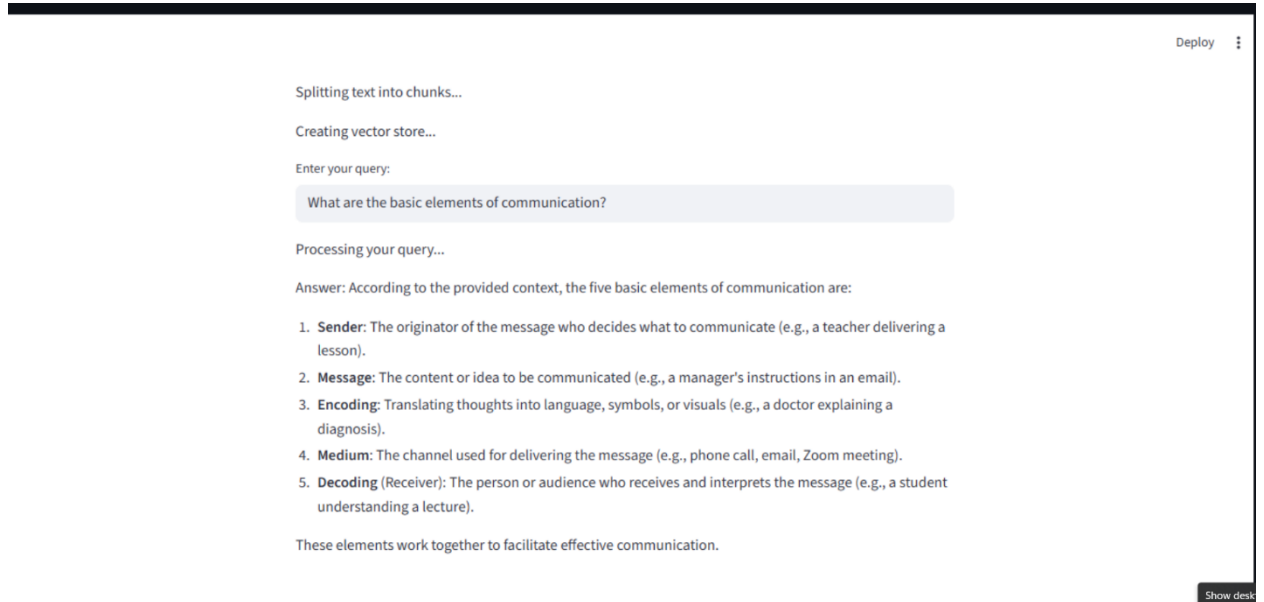 Deploy
Splitting text into chunks...
Creating vector store...
Enter your query:
What are the basic elements of communication?
Processing your query...
Answer: According to the provided context, the five basic elements of communication are:
1. Sender: The originator of the message who decides what to communicate (e.g., a teacher delivering a
lesson).
2. Message: The content or idea to be communicated (e.g., a manager's instructions in an email).
3. Encoding: Translating thoughts into language, symbols, or visuals (e.g., a doctor explaining a
diagnosis).
4. Medium: The channel used for delivering the message (e.g., phone call, email, Zoom meeting).
5. Decoding (Receiver): The person or audience who receives and interprets the message (e.g., a student
understanding a lecture).
These elements work together to facilitate effective communication.
Show desk